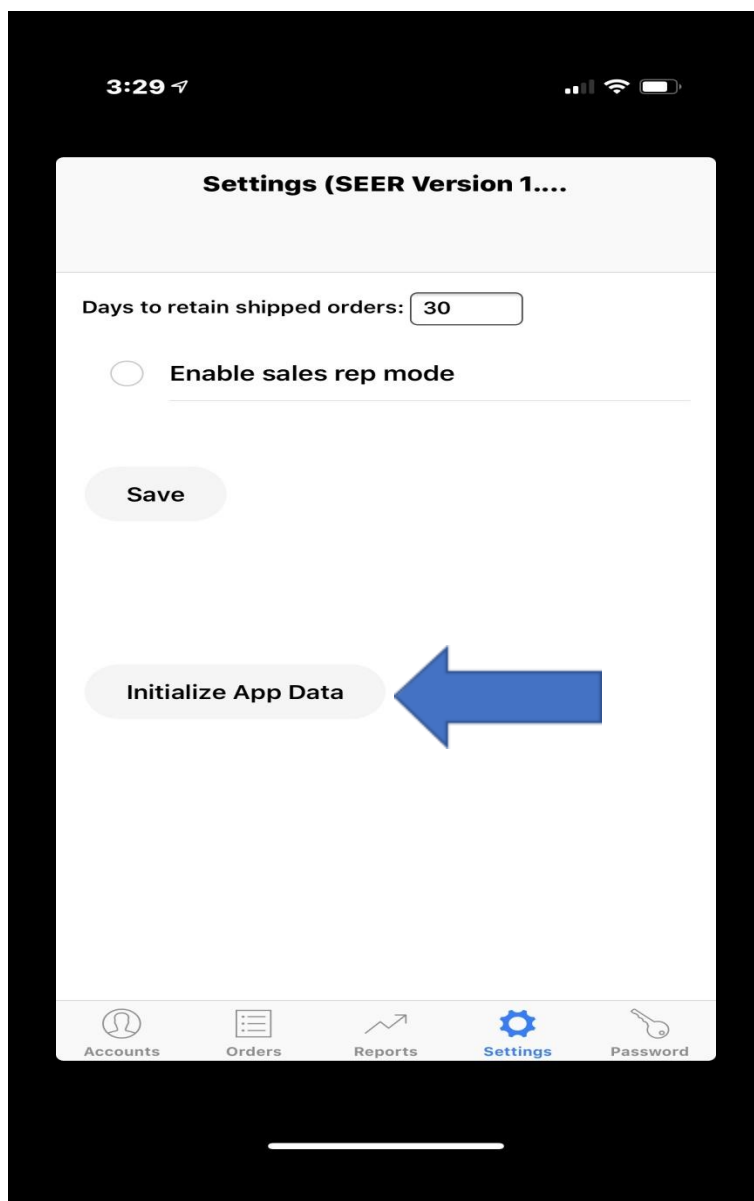 3:29
Settings (SEER Version 1....
Days to retain shipped orders: 30
Enable sales rep mode
Save
Initialize App Data
Accounts Orders Reports Settings Password